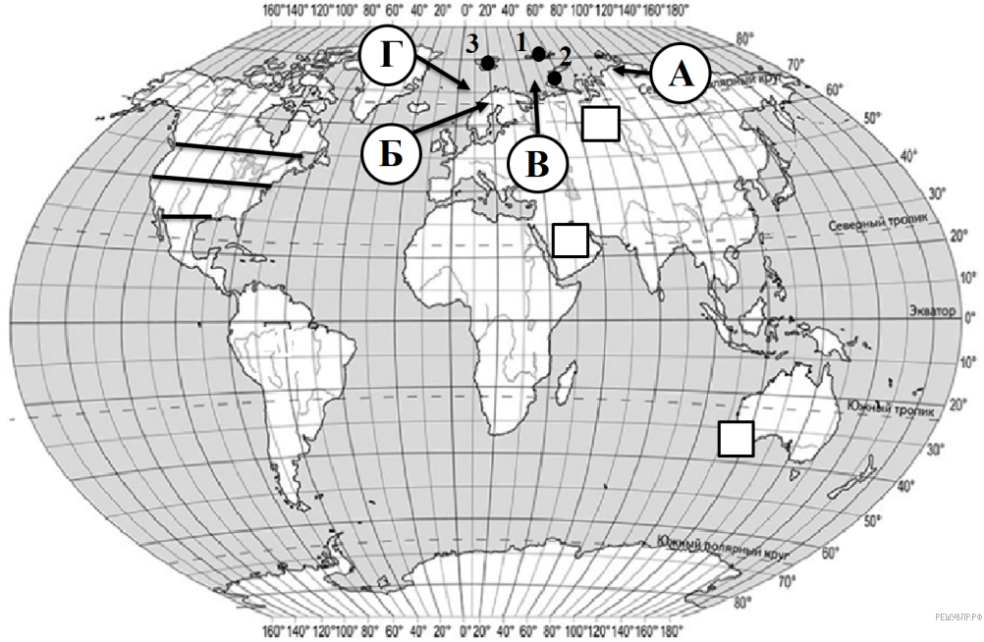 160° 140° 120° 100° 80° 60° 40° 20° 0° 20° 40° 60° 80° 100° 120° 140° 160° 180°
80°
Г 3 1 2 А
70°
Северный полярный круг
60°
50°
Б В
40°
30°
Северный тропик
20°
10°
Экватор 0°
10°
Южный тропик 20°
30°
40°
50°
Южный полярный круг 60°
70°
80°
160° 140° 120° 100° 80° 60° 40° 20° 0° 20° 40° 60° 80° 100° 120° 140° 160° 180°
РЕШУВПР.РФ